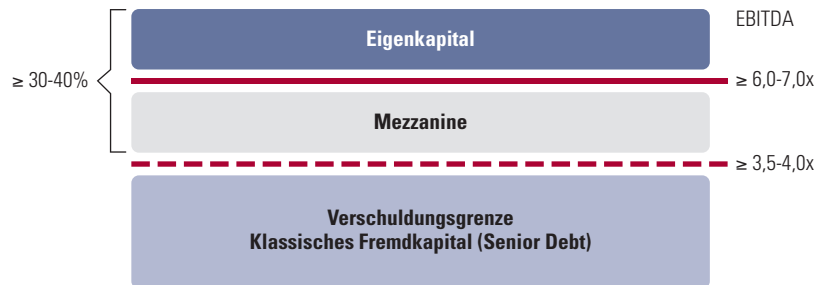 EBITDA
Eigenkapital
≥ 30-40%
≥ 6,0-7,0x
Mezzanine
≥ 3,5-4,0x
Verschuldungsgrenze
Klassisches Fremdkapital (Senior Debt)